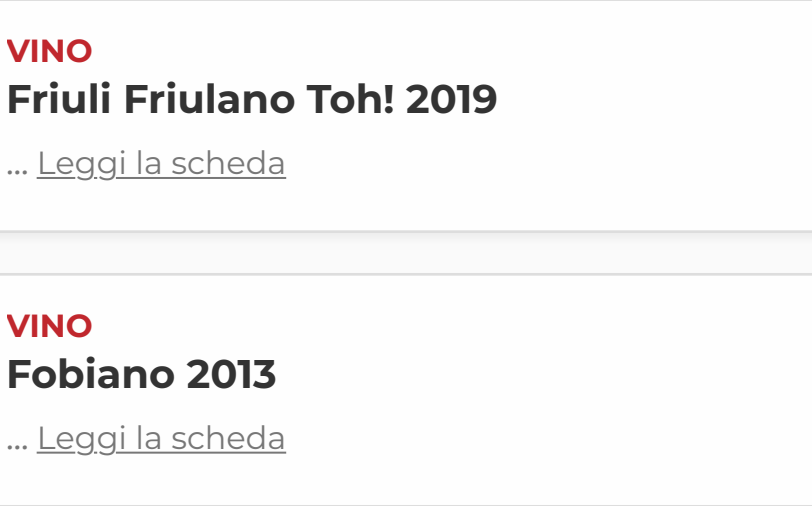 VINO
Friuli Friulano Toh! 2019
... Leggi la scheda
VINO
Fobiano 2013
... Leggi la scheda